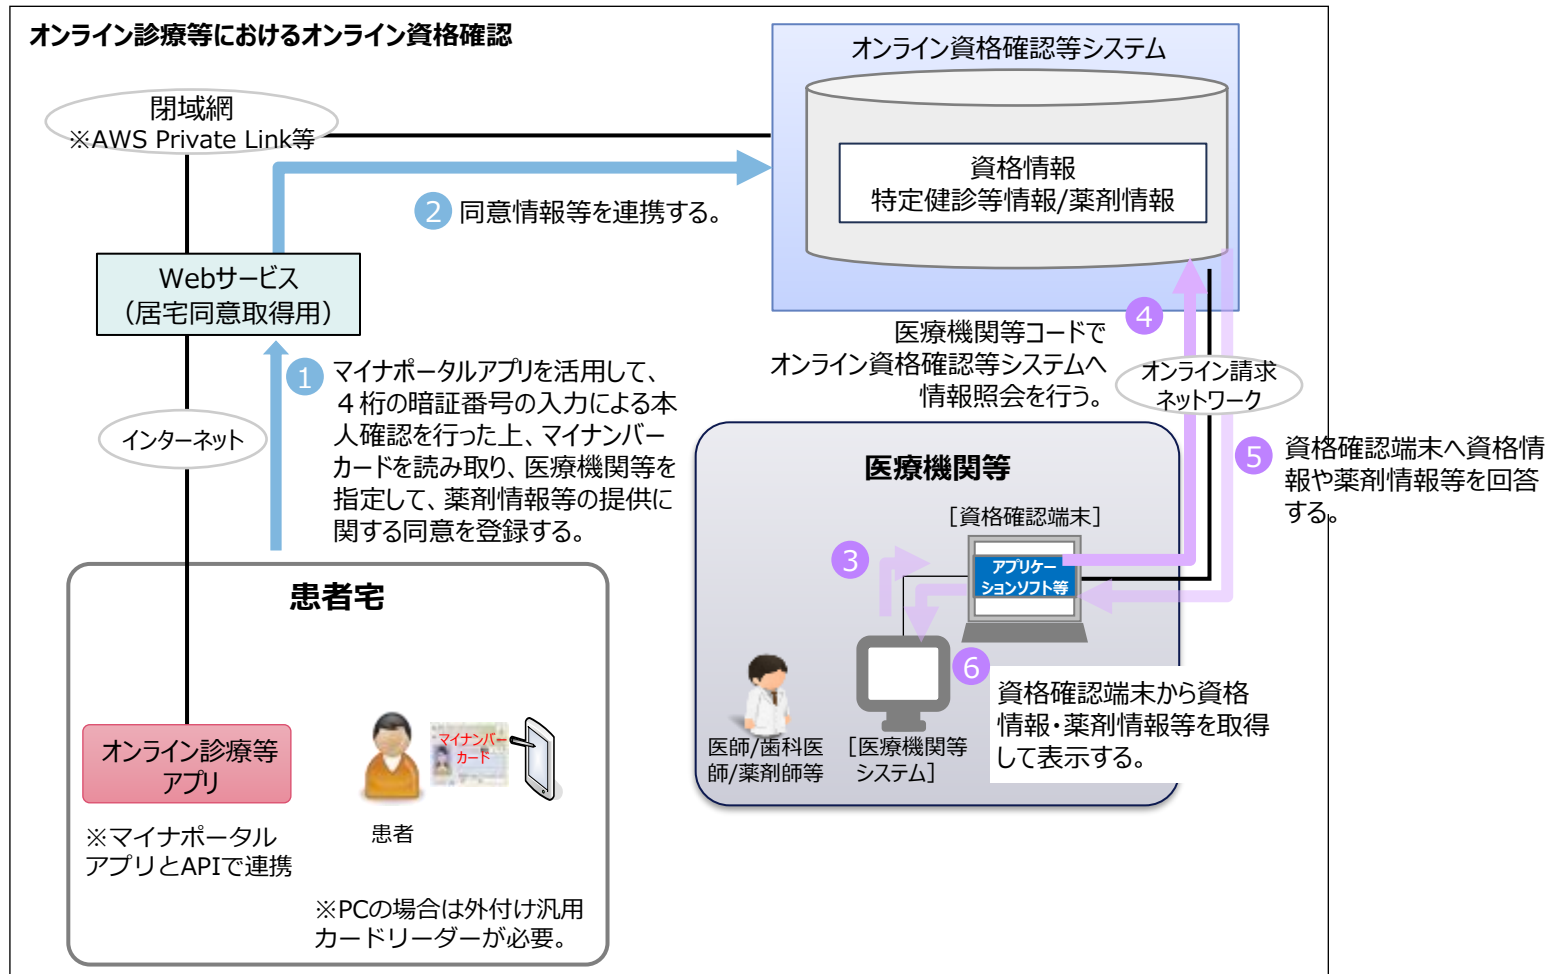 オンライン診療等におけるオンライン資格確認
オンライン資格確認等システム
資格情報
特定健診等情報/薬剤情報
閉域網
※AWS Private Link等
2 同意情報等を連携する。
Webサービス
（居宅同意取得用）
1 マイナポータルアプリを活用して、
４桁の暗証番号の入力による本
人確認を行った上、マイナンバー
カードを読み取り、医療機関等を
指定して、薬剤情報等の提供に
関する同意を登録する。
インターネット
4
医療機関等コードで
オンライン資格確認等システムへ
情報照会を行う。
オンライン請求
ネットワーク
5 資格確認端末へ資格情
報や薬剤情報等を回答
する。
医療機関等
［資格確認端末］
アプリケー
ションソフト等
3
6
資格確認端末から資格
情報・薬剤情報等を取得
して表示する。
医師/歯科医
師/薬剤師等
［医療機関等
システム］
患者宅
オンライン診療等
アプリ
※マイナポータル
アプリとAPIで連携
マイナンバー
カード
患者
※PCの場合は外付け汎用
カードリーダーが必要。